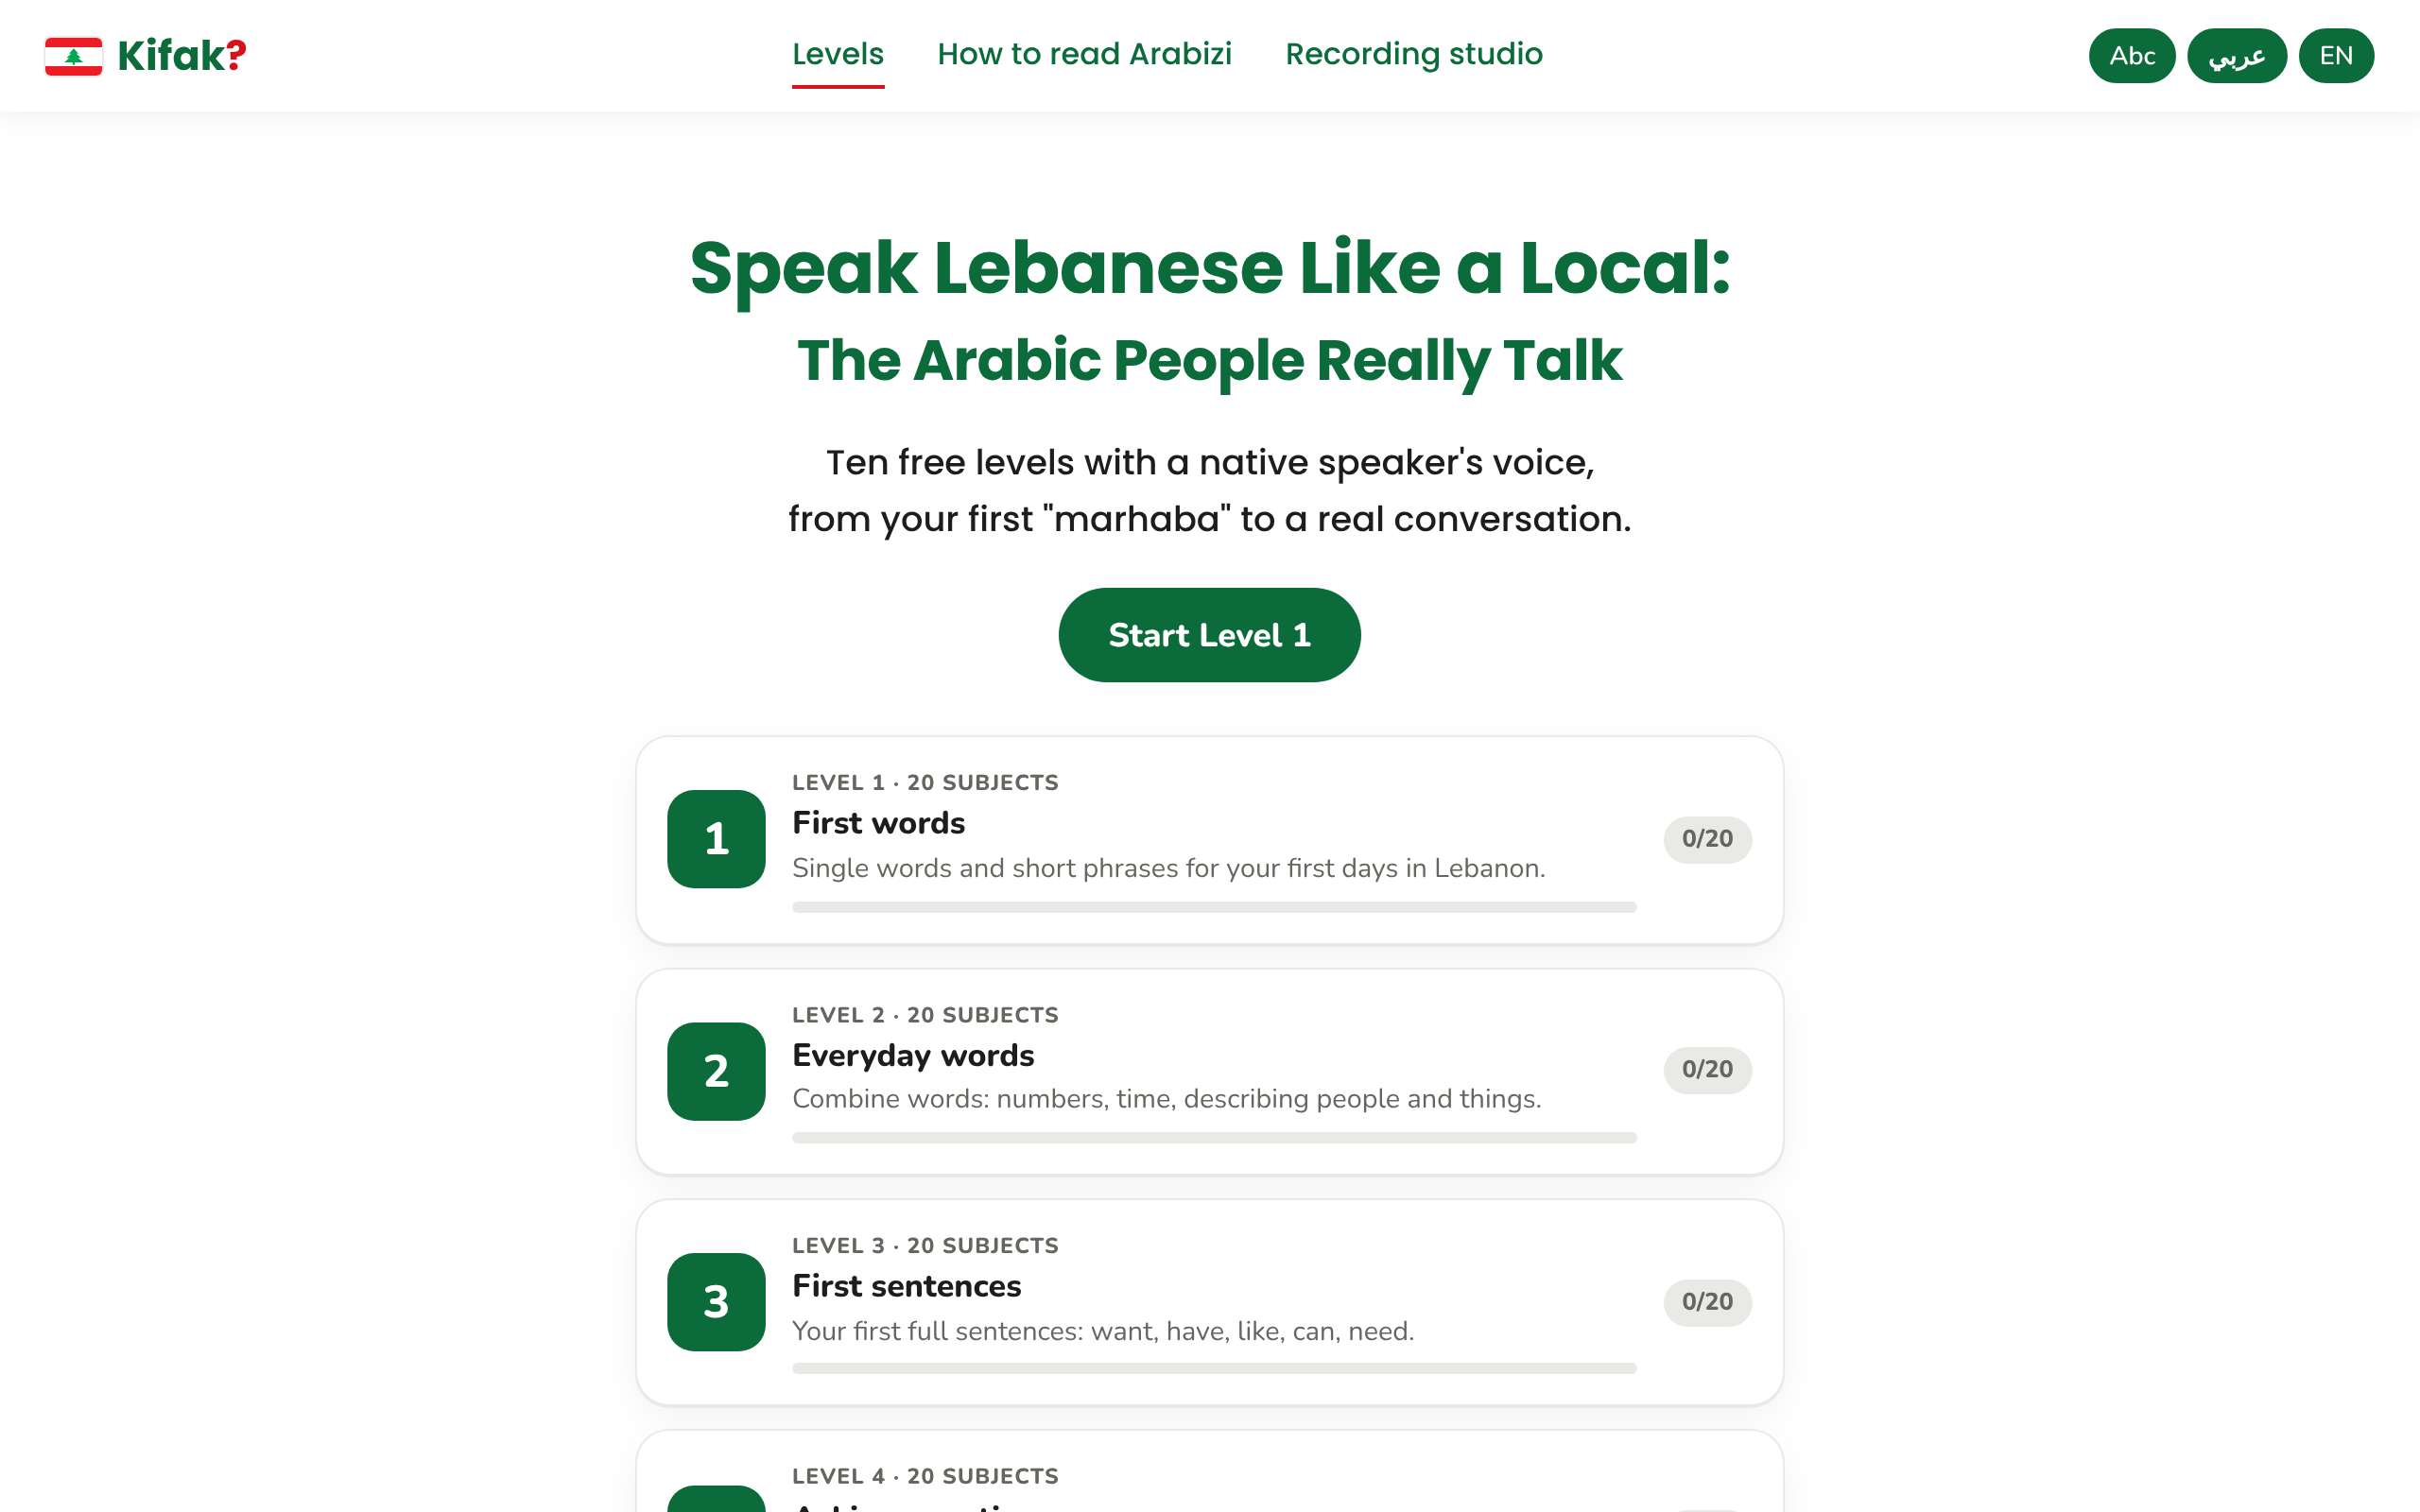 Kifak?
Levels
How to read Arabizi
Recording studio
Abc
عربي
EN
Speak Lebanese Like a Local:
The Arabic People Really Talk
Ten free levels with a native speaker's voice,
from your first "marhaba" to a real conversation.
Start Level 1
1
LEVEL 1 · 20 SUBJECTS
First words
Single words and short phrases for your first days in Lebanon.
0/20
2
LEVEL 2 · 20 SUBJECTS
Everyday words
Combine words: numbers, time, describing people and things.
0/20
3
LEVEL 3 · 20 SUBJECTS
First sentences
Your first full sentences: want, have, like, can, need.
0/20
LEVEL 4 · 20 SUBJECTS